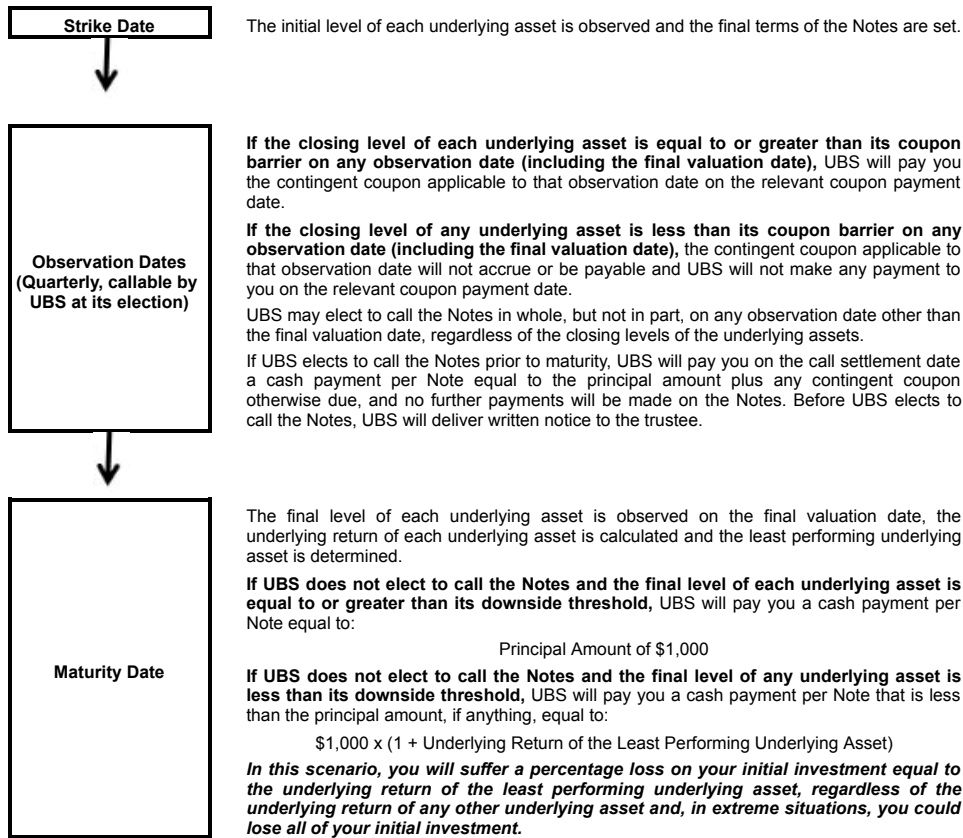 Strike Date
The initial level of each underlying asset is observed and the final terms of the Notes are set.
Observation Dates
(Quarterly, callable by
UBS at its election)
If the closing level of each underlying asset is equal to or greater than its coupon
barrier on any observation date (including the final valuation date), UBS will pay you
the contingent coupon applicable to that observation date on the relevant coupon payment
date.
If the closing level of any underlying asset is less than its coupon barrier on any
observation date (including the final valuation date), the contingent coupon applicable to
that observation date will not accrue or be payable and UBS will not make any payment to
you on the relevant coupon payment date.
UBS may elect to call the Notes in whole, but not in part, on any observation date other than
the final valuation date, regardless of the closing levels of the underlying assets.
If UBS elects to call the Notes prior to maturity, UBS will pay you on the call settlement date
a cash payment per Note equal to the principal amount plus any contingent coupon
otherwise due, and no further payments will be made on the Notes. Before UBS elects to
call the Notes, UBS will deliver written notice to the trustee.
Maturity Date
The final level of each underlying asset is observed on the final valuation date, the
underlying return of each underlying asset is calculated and the least performing underlying
asset is determined.
If UBS does not elect to call the Notes and the final level of each underlying asset is
equal to or greater than its downside threshold, UBS will pay you a cash payment per
Note equal to:
Principal Amount of $1,000
If UBS does not elect to call the Notes and the final level of any underlying asset is
less than its downside threshold, UBS will pay you a cash payment per Note that is less
than the principal amount, if anything, equal to:
$1,000 x (1 + Underlying Return of the Least Performing Underlying Asset)
In this scenario, you will suffer a percentage loss on your initial investment equal to
the underlying return of the least performing underlying asset, regardless of the
underlying return of any other underlying asset and, in extreme situations, you could
lose all of your initial investment.